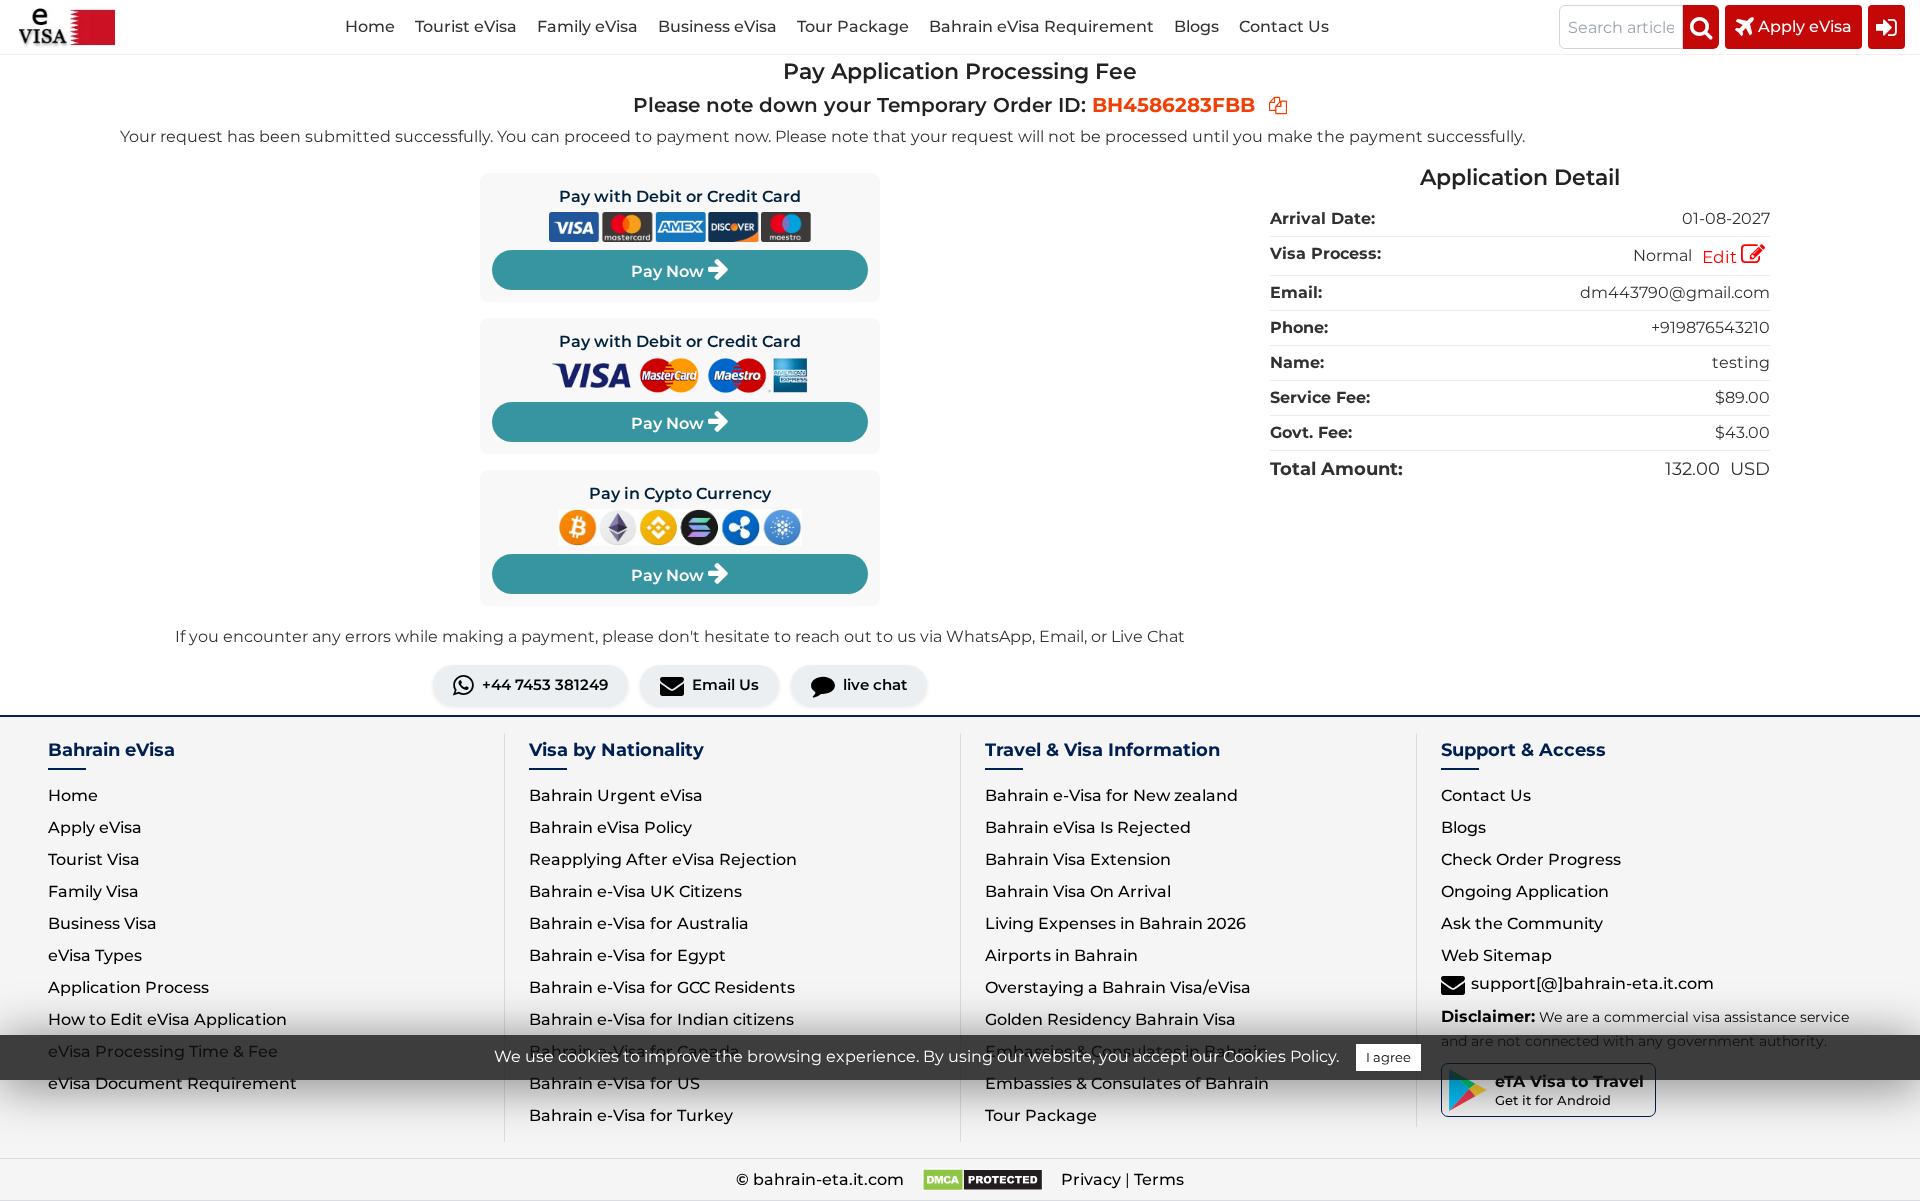 e
VISA
Home
Tourist eVisa
Family eVisa
Business eVisa
Tour Package
Bahrain eVisa Requirement
Blogs
Contact Us
Search article
Apply eVisa
Pay Application Processing Fee
Please note down your Temporary Order ID: BH4586283FBB
Your request has been submitted successfully. You can proceed to payment now. Please note that your request will not be processed until you make the payment successfully.
Pay with Debit or Credit Card
VISA mastercard AMEX DISCOVER maestro
Pay Now
Pay with Debit or Credit Card
VISA MasterCard Maestro AMERICAN EXPRESS
Pay Now
Pay in Cypto Currency
Pay Now
If you encounter any errors while making a payment, please don't hesitate to reach out to us via WhatsApp, Email, or Live Chat
+44 7453 381249
Email Us
live chat
Application Detail
Arrival Date: 01-08-2027
Visa Process: Normal Edit
Email: dm443790@gmail.com
Phone: +919876543210
Name: testing
Service Fee: $89.00
Govt. Fee: $43.00
Total Amount: 132.00 USD
Bahrain eVisa
Home
Apply eVisa
Tourist Visa
Family Visa
Business Visa
eVisa Types
Application Process
How to Edit eVisa Application
eVisa Processing Time & Fee
eVisa Document Requirement
Visa by Nationality
Bahrain Urgent eVisa
Bahrain eVisa Policy
Reapplying After eVisa Rejection
Bahrain e-Visa UK Citizens
Bahrain e-Visa for Australia
Bahrain e-Visa for Egypt
Bahrain e-Visa for GCC Residents
Bahrain e-Visa for Indian citizens
Bahrain e-Visa for Canada
Bahrain e-Visa for US
Bahrain e-Visa for Turkey
Travel & Visa Information
Bahrain e-Visa for New zealand
Bahrain eVisa Is Rejected
Bahrain Visa Extension
Bahrain Visa On Arrival
Living Expenses in Bahrain 2026
Airports in Bahrain
Overstaying a Bahrain Visa/eVisa
Golden Residency Bahrain Visa
Embassies & Consulates in Bahrain
Embassies & Consulates of Bahrain
Tour Package
Support & Access
Contact Us
Blogs
Check Order Progress
Ongoing Application
Ask the Community
Web Sitemap
support[@]bahrain-eta.it.com
Disclaimer: We are a commercial visa assistance service
and are not connected with any government authority.
eTA Visa to Travel
Get it for Android
We use cookies to improve the browsing experience. By using our website, you accept our Cookies Policy.
I agree
© bahrain-eta.it.com
DMCA PROTECTED
Privacy | Terms